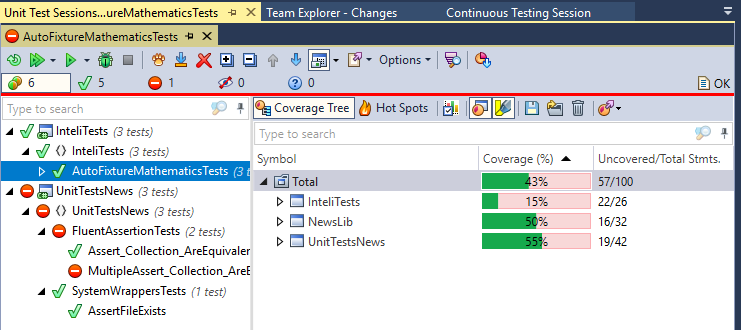 Unit Test Sessions...ureMathematicsTests Team Explorer - Changes Continuous Testing Session
AutoFixtureMathematicsTests
Options
6 5 1 0 0 OK
Type to search
InteliTests (3 tests)
InteliTests (3 tests)
AutoFixtureMathematicsTests (3 t
UnitTestsNews (3 tests)
UnitTestsNews (3 tests)
FluentAssertionTests (2 tests)
Assert_Collection_AreEquivaler
MultipleAssert_Collection_AreE
SystemWrappersTests (1 test)
AssertFileExists
Coverage Tree Hot Spots
Type to search
Symbol Coverage (%) Uncovered/Total Stmts.
Total 43% 57/100
InteliTests 15% 22/26
NewsLib 50% 16/32
UnitTestsNews 55% 19/42